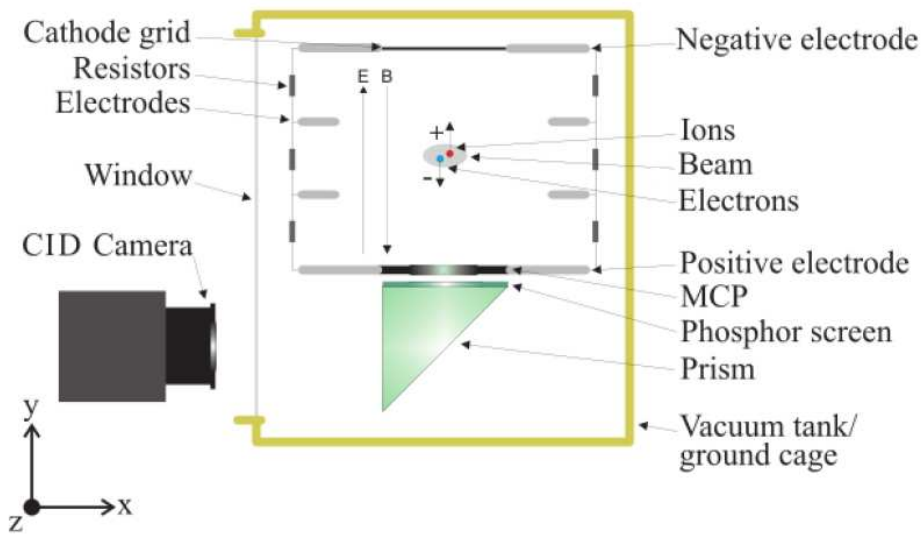 Cathode grid
Resistors
Electrodes
Window
CID Camera
E B
+
-
Negative electrode
Ions
Beam
Electrons
Positive electrode
MCP
Phosphor screen
Prism
Vacuum tank/
ground cage
y
x
z